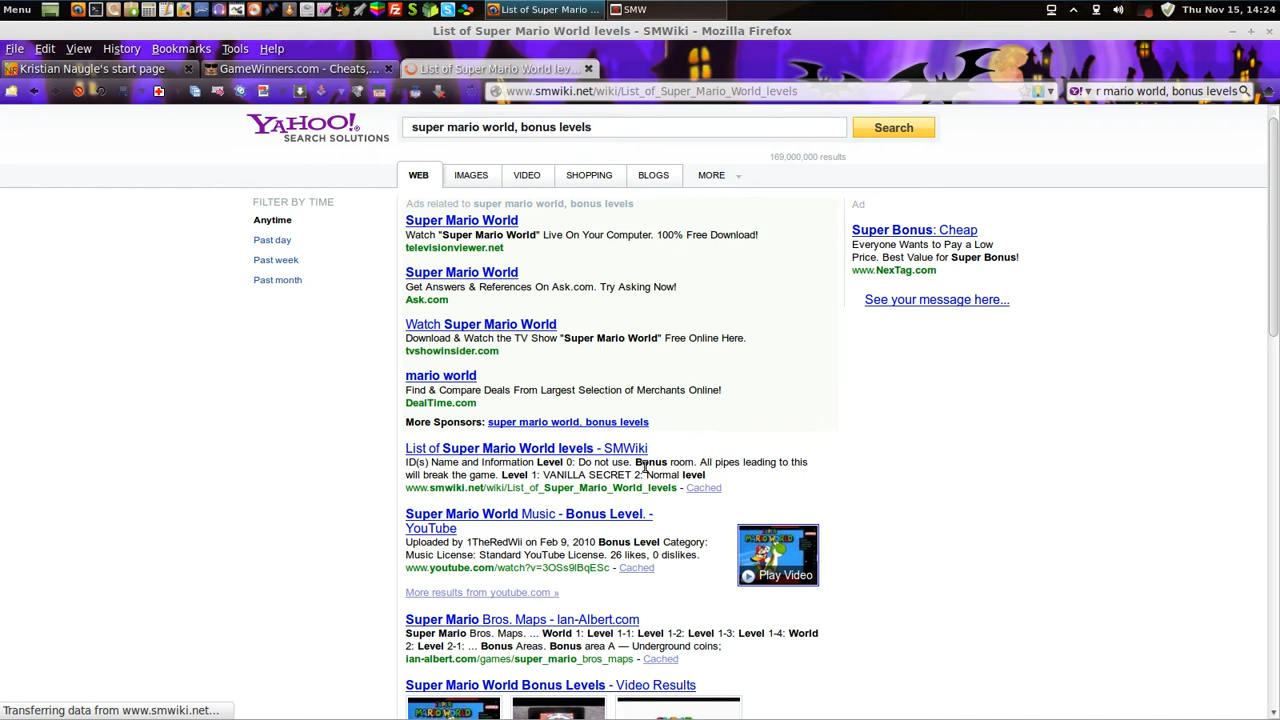 Menu List of Super Mario ... SMW Thu Nov 15, 14:24
List of Super Mario World levels - SMWiki - Mozilla Firefox
File Edit View History Bookmarks Tools Help
Kristian Naugle's start page GameWinners.com - Cheats,... List of Super Mario World lev...
www.smwiki.net/wiki/List_of_Super_Mario_World_levels r mario world, bonus levels
YAHOO!
SEARCH SOLUTIONS
super mario world, bonus levels Search
169,000,000 results
WEB IMAGES VIDEO SHOPPING BLOGS MORE
FILTER BY TIME
Anytime
Past day
Past week
Past month
Ads related to super mario world, bonus levels
Super Mario World
Watch "Super Mario World" Live On Your Computer. 100% Free Download!
televisionviewer.net
Super Mario World
Get Answers & References On Ask.com. Try Asking Now!
Ask.com
Watch Super Mario World
Download & Watch the TV Show "Super Mario World" Free Online Here.
tvshowinsider.com
mario world
Find & Compare Deals From Largest Selection of Merchants Online!
DealTime.com
More Sponsors: super mario world, bonus levels
List of Super Mario World levels - SMWiki
ID(s) Name and Information Level 0: Do not use. Bonus room. All pipes leading to this
will break the game. Level 1: VANILLA SECRET 2: Normal level
www.smwiki.net/wiki/List_of_Super_Mario_World_levels - Cached
Super Mario World Music - Bonus Level. -
YouTube
Uploaded by 1TheRedWii on Feb 9, 2010 Bonus Level Category:
Music License: Standard YouTube License. 26 likes, 0 dislikes.
www.youtube.com/watch?v=3OSs9lBqESc - Cached
More results from youtube.com »
Play Video
Super Mario Bros. Maps - Ian-Albert.com
Super Mario Bros. Maps. ... World 1: Level 1-1: Level 1-2: Level 1-3: Level 1-4: World
2: Level 2-1: ... Bonus Areas. Bonus area A — Underground coins;
ian-albert.com/games/super_mario_bros_maps - Cached
Super Mario World Bonus Levels - Video Results
Ad
Super Bonus: Cheap
Everyone Wants to Pay a Low
Price. Best Value for Super Bonus!
www.NexTag.com
See your message here...
Transferring data from www.smwiki.net...